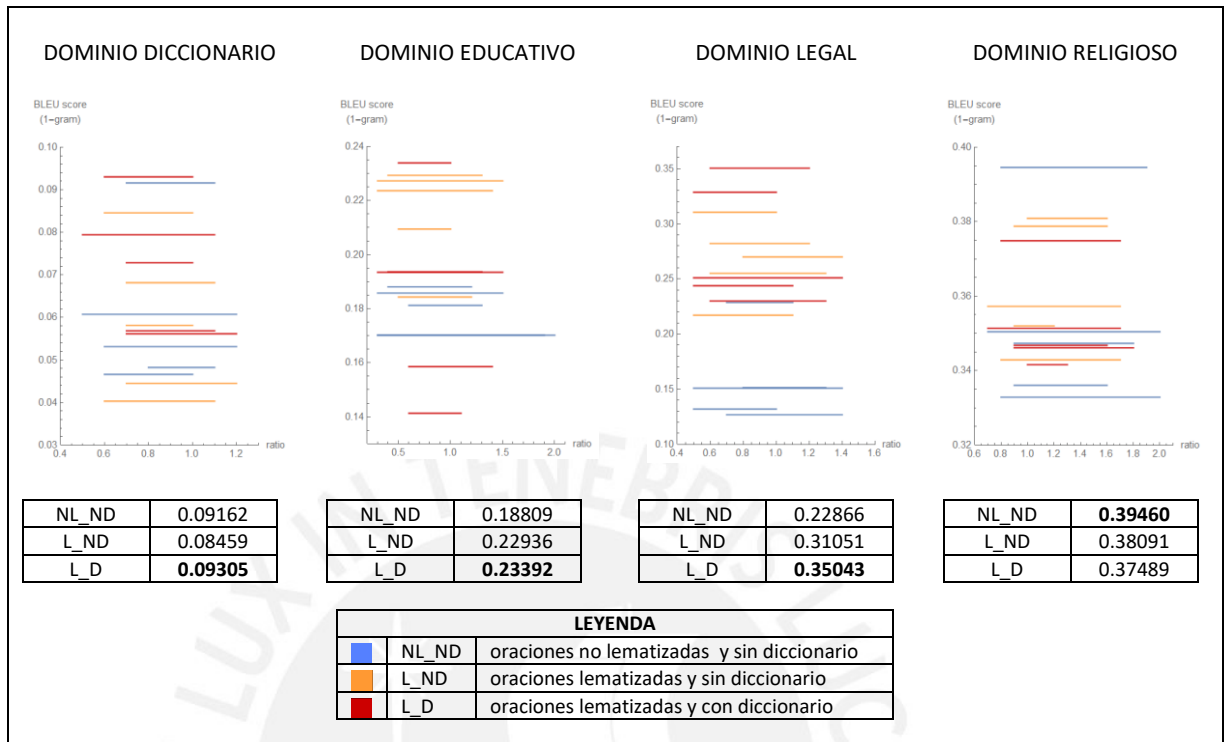 DOMINIO DICCIONARIO
DOMINIO EDUCATIVO
DOMINIO LEGAL
DOMINIO RELIGIOSO
BLEU score
(1-gram)
0.10
0.09
0.08
0.07
0.06
0.05
0.04
0.03
0.4 0.6 0.8 1.0 1.2 ratio
BLEU score
(1-gram)
0.24
0.22
0.20
0.18
0.16
0.14
0.5 1.0 1.5 2.0 ratio
BLEU score
(1-gram)
0.35
0.30
0.25
0.20
0.15
0.10
0.4 0.6 0.8 1.0 1.2 1.4 1.6 ratio
BLEU score
(1-gram)
0.40
0.38
0.36
0.34
0.32
0.6 0.8 1.0 1.2 1.4 1.6 1.8 2.0 ratio
NL_ND 0.09162
L_ND 0.08459
L_D 0.09305
NL_ND 0.18809
L_ND 0.22936
L_D 0.23392
NL_ND 0.22866
L_ND 0.31051
L_D 0.35043
NL_ND 0.39460
L_ND 0.38091
L_D 0.37489
LEYENDA
NL_ND oraciones no lematizadas y sin diccionario
L_ND oraciones lematizadas y sin diccionario
L_D oraciones lematizadas y con diccionario
LUX IN TENEBRIS LUC